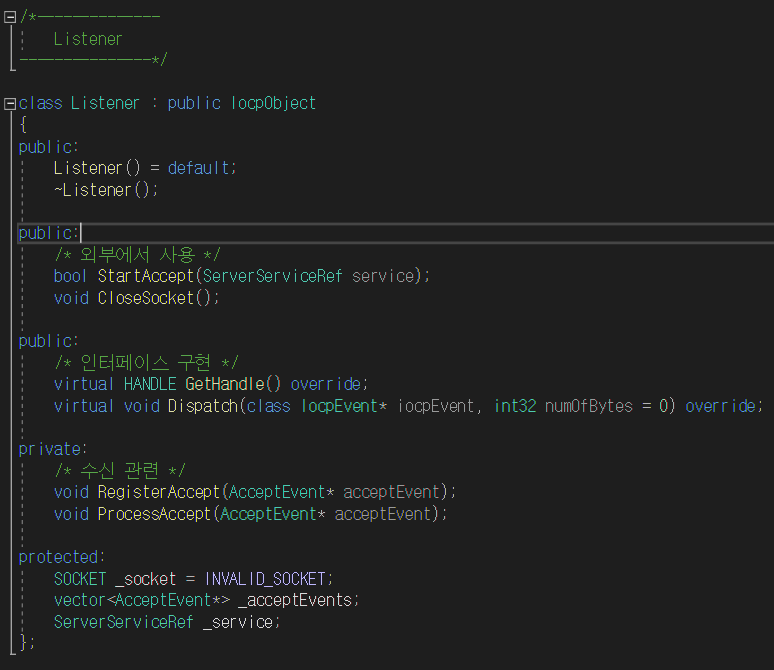 /*---------------
Listener
---------------*/
class Listener : public IocpObject
{
public:
Listener() = default;
~Listener();
public:
/* 외부에서 사용 */
bool StartAccept(ServerServiceRef service);
void CloseSocket();
public:
/* 인터페이스 구현 */
virtual HANDLE GetHandle() override;
virtual void Dispatch(class IocpEvent* iocpEvent, int32 numOfBytes = 0) override;
private:
/* 수신 관련 */
void RegisterAccept(AcceptEvent* acceptEvent);
void ProcessAccept(AcceptEvent* acceptEvent);
protected:
SOCKET _socket = INVALID_SOCKET;
vector<AcceptEvent*> _acceptEvents;
ServerServiceRef _service;
};